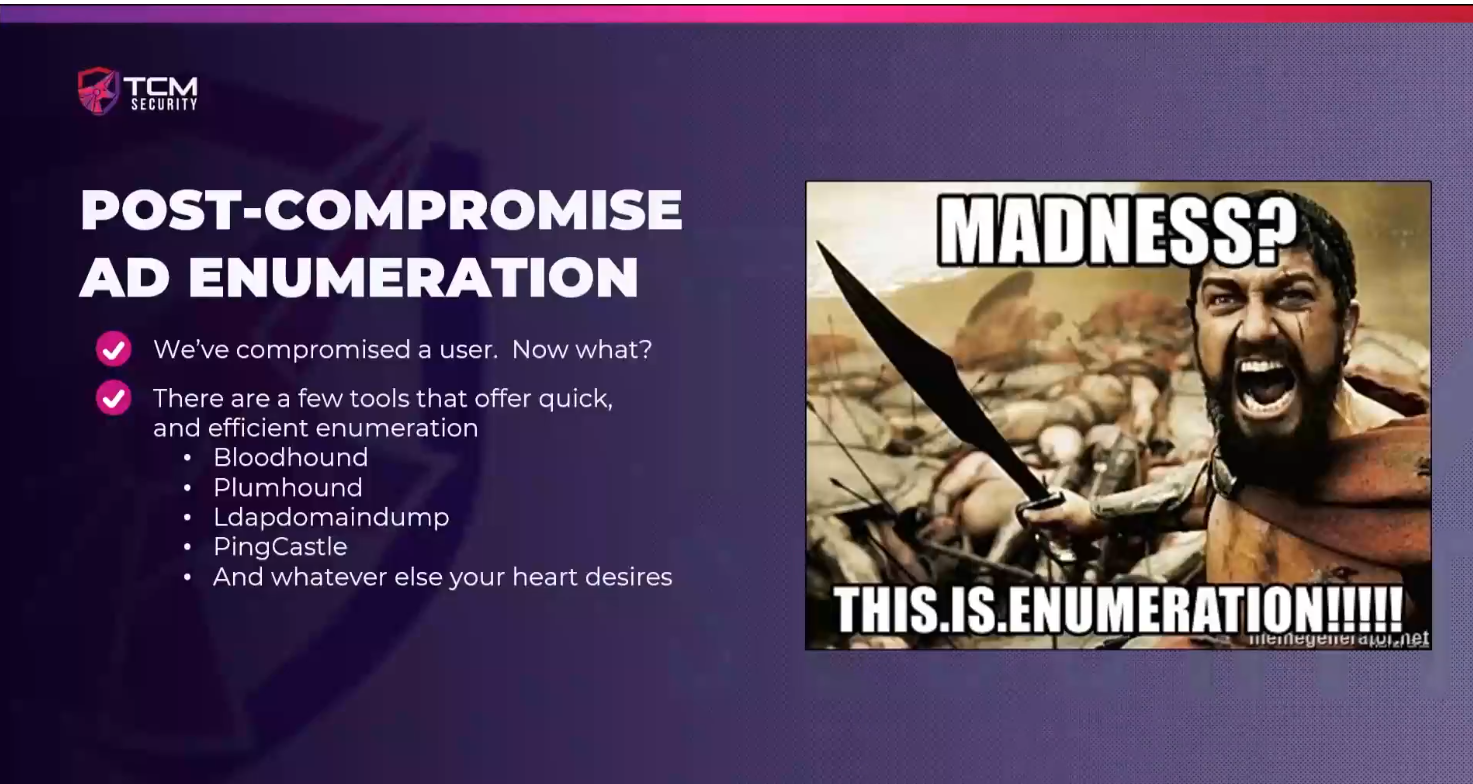 TCM
SECURITY
POST-COMPROMISE
AD ENUMERATION
We've compromised a user.  Now what?
There are a few tools that offer quick,
and efficient enumeration
• Bloodhound
• Plumhound
• Ldapdomaindump
• PingCastle
• And whatever else your heart desires
MADNESS?
THIS.IS.ENUMERATION!!!!!
memegenerator.net